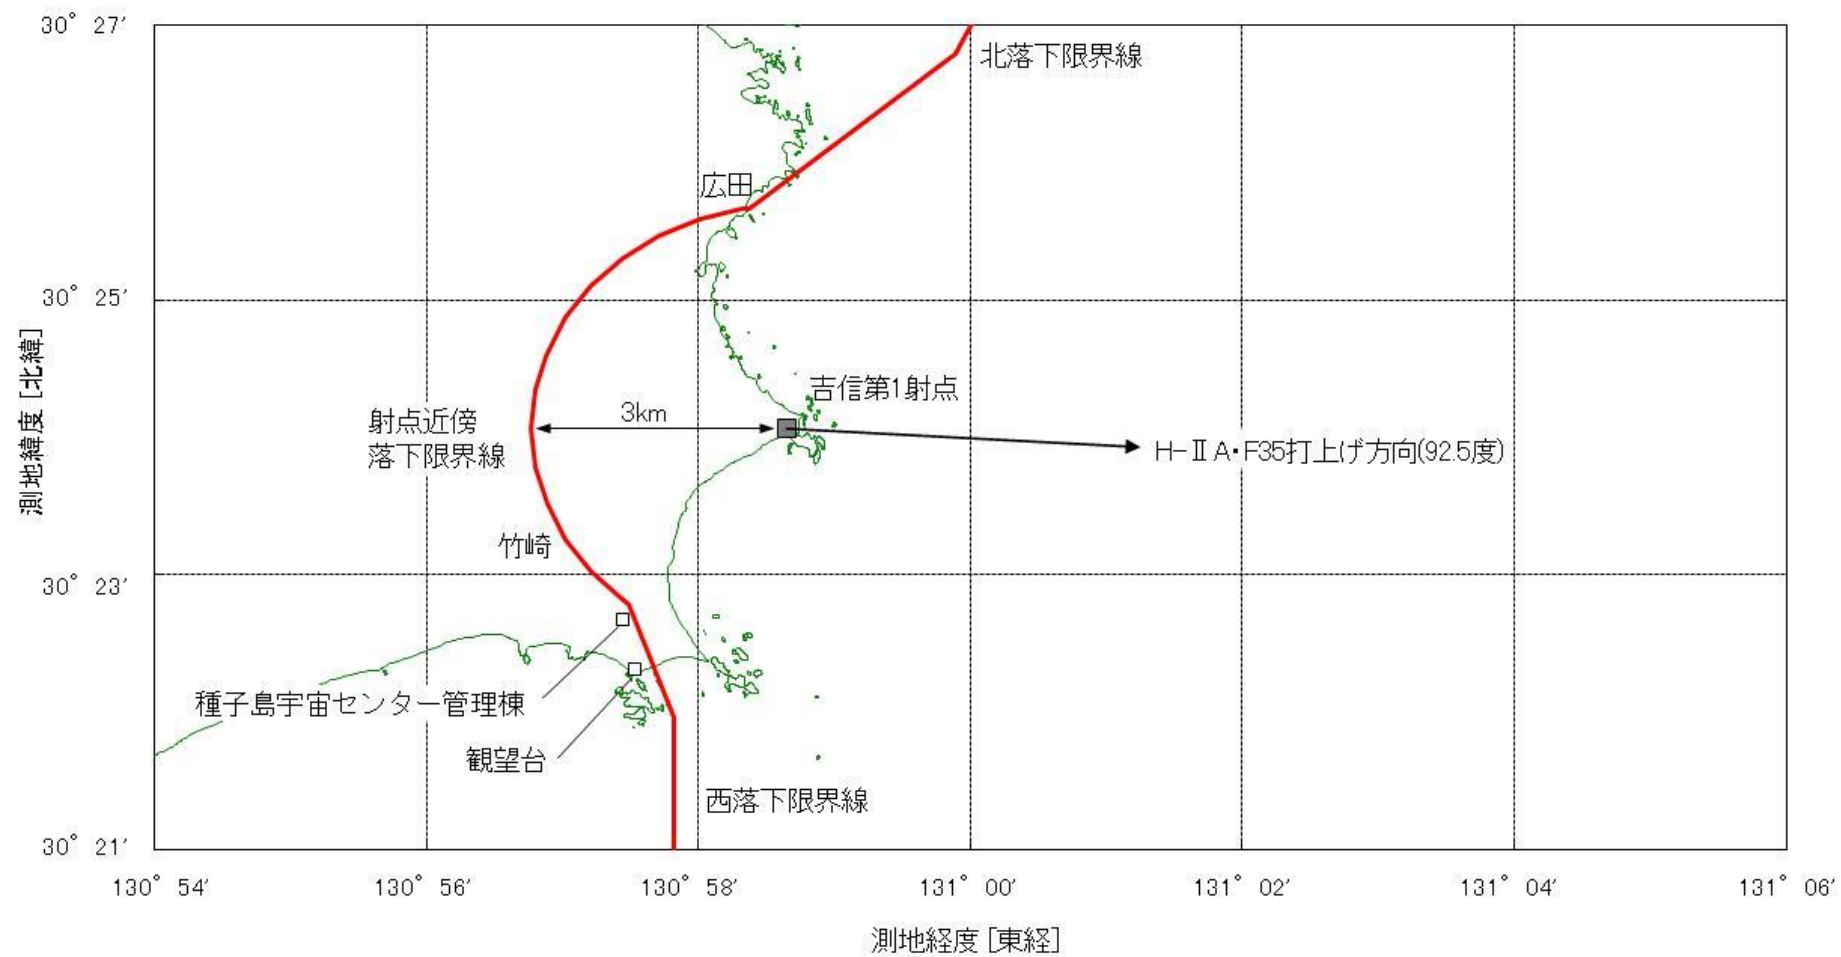 30° 27′
北落下限界線
広田
30° 25′
吉信第1射点
3km
射点近傍
落下限界線
H-ⅡA・F35打上げ方向(92.5度)
測地緯度 [北緯]
竹崎
30° 23′
種子島宇宙センター管理棟
観望台
西落下限界線
30° 21′
130° 54′
130° 56′
130° 58′
131° 00′
131° 02′
131° 04′
131° 06′
測地経度 [東経]